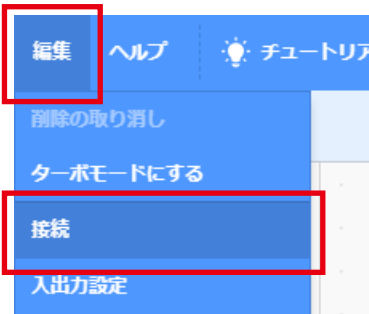 編集 ヘルプ チュートリア
削除の取り消し
ターボモードにする
接続
入出力設定